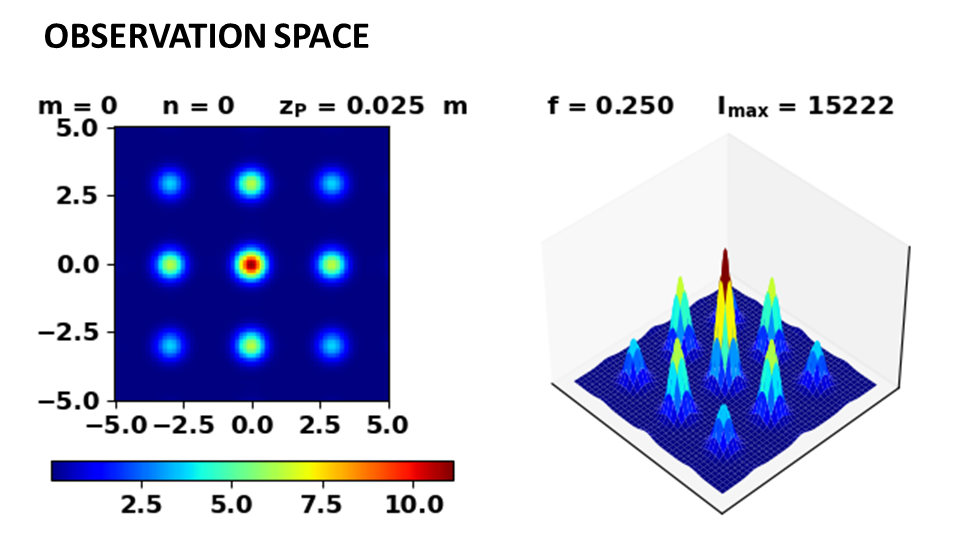 OBSERVATION SPACE
m = 0 n = 0 zP = 0.025 m
f = 0.250 Imax = 15222
5.0
2.5
0.0
−2.5
−5.0
−5.0 −2.5 0.0 2.5 5.0
2.5 5.0 7.5 10.0